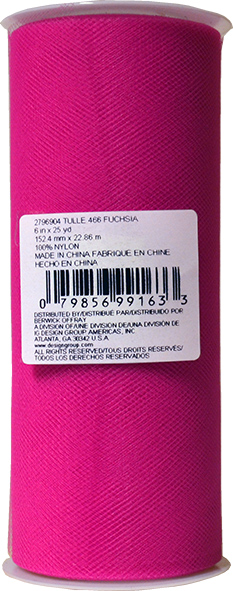 2796904 TULLE 466 FUCHSIA
6 in x 25 yd
152.4 mm x 22.86 m
100% NYLON
MADE IN CHINA FABRIQUE EN CHINE
HECHO EN CHINA
0 79856 99163 3
DISTRIBUTED BY/DISTRIBUÉ PAR/DISTRIBUIDO POR
BERWICK OFFRAY
A DIVISION OF/UNE DIVISION DE/UNA DIVISIÓN DE
IG DESIGN GROUP AMERICAS, INC
ATLANTA, GA 30342 U.S.A
www.designgroup.com
ALL RIGHTS RESERVED/TOUS DROITS RESERVÉS/
TODOS LOS DERECHOS RESERVADOS